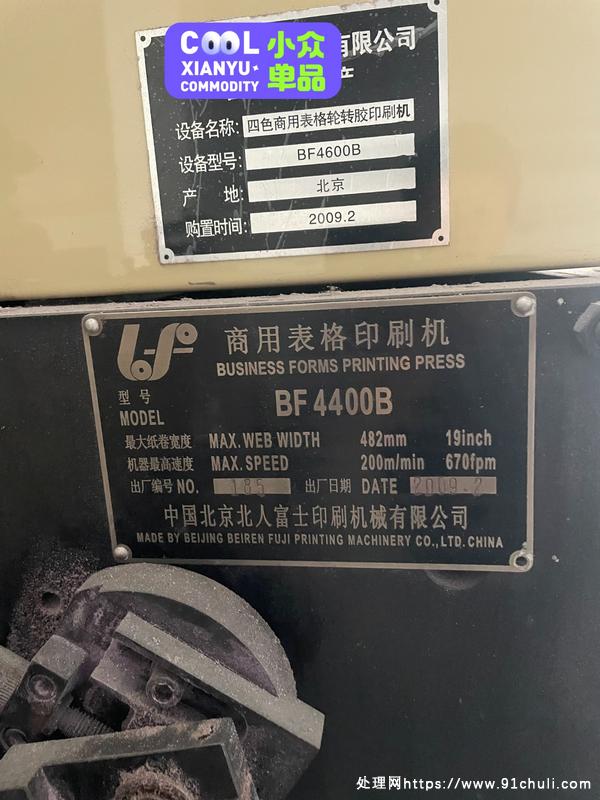 COOL 小众
XIANYU 单品
COMMODITY
有限公司
产
设备名称: 四色商用表格轮转胶印刷机
设备型号: BF4600B
产 地: 北京
购置时间: 2009.2
商用表格印刷机
BUSINESS FORMS PRINTING PRESS
型号
MODEL BF 4400B
最大纸卷宽度 MAX. WEB WIDTH 482mm 19inch
机器最高速度 MAX. SPEED 200m/min 670fpm
出厂编号 NO. 185 出厂日期 DATE 2009.2
中国北京北人富士印刷机械有限公司
MADE BY BEIJING BEIREN FUJI PRINTING MACHINERY CO., LTD. CHINA
处理网https://www.91chuli.com